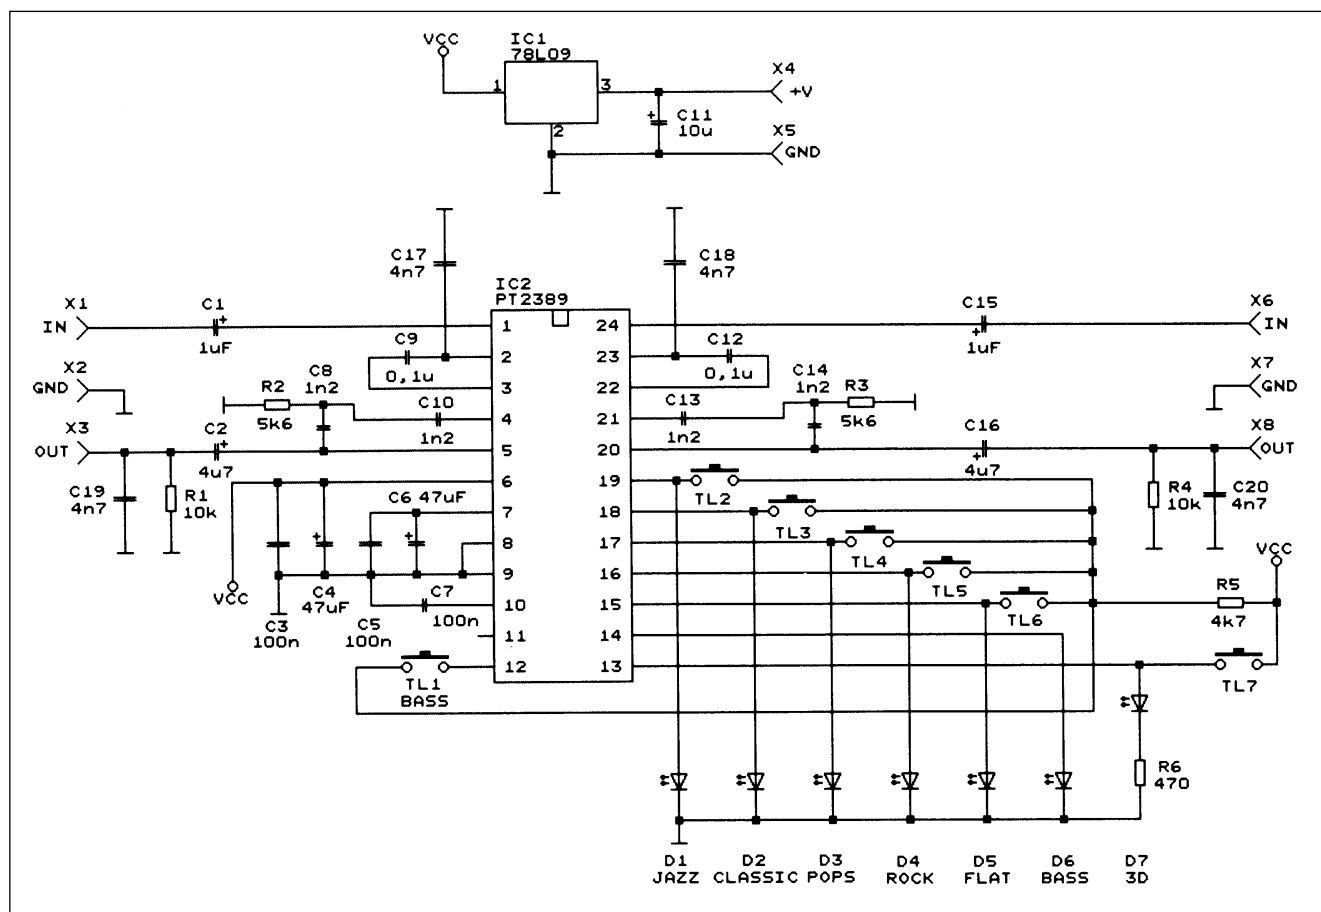 VCC
IC1
78L09
1
3
2
X4
+V
C11
10u
X5
GND
C17
4n7
C18
4n7
IC2
PT2389
X1
IN
C1
1uF
1
24
C15
1uF
X6
IN
C9
0,1u
2
3
23
22
C12
0,1u
X2
GND
X7
GND
R2
5k6
C8
1n2
C10
1n2
4
21
C13
1n2
C14
1n2
R3
5k6
X3
OUT
C2
4u7
5
20
C16
4u7
X8
OUT
C19
4n7
R1
10k
6
19
TL2
R4
10k
C20
4n7
C6 47uF
7
18
TL3
8
17
TL4
VCC
VCC
C4
47uF
9
16
TL5
C3
100n
C5
100n
C7
100n
10
15
TL6
R5
4k7
11
14
TL1
BASS
12
13
TL7
R6
470
D1
JAZZ
D2
CLASSIC
D3
POPS
D4
ROCK
D5
FLAT
D6
BASS
D7
3D